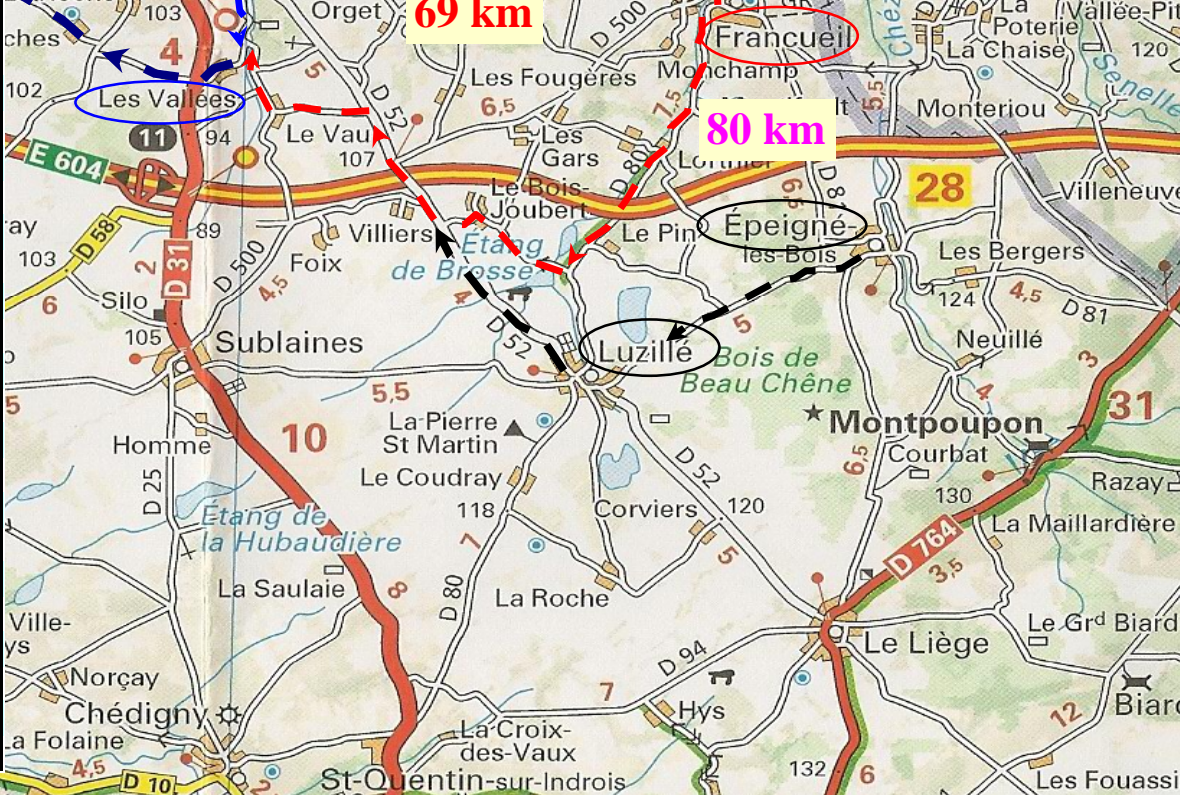 103
Orget
69 km
D 500
Francueil
Chéz
La
Poterie
La Chaise
Vallée-Pit
120
ches
4
5
D 52
Les Fougères
6,5
Monchamp
7,5
5,5
Senelle
102
Les Vallées
11
94
Le Vau
107
Les
Gars
80 km
Monteriou
E 604
D 80
6,5
D 81
28
Villeneuve
ray
D 58
89
Villiers
Le Bois-
Joubert
Le Pin
Épeigné-
les-Bois
Les Bergers
103
2
D 31
D 500
4,5
Foix
Étang
de Brosse
4
124
4,5
D 81
6
Silo
105
Sublaines
D 52
Luzillé
5
Bois de
Beau Chêne
Neuillé
3
5
5,5
4
31
10
La Pierre
St Martin
Montpoupon
Homme
Le Coudray
D 52
6,5
Courbat
D 25
118
Corviers
120
130
Razay
Étang de
la Hubaudière
7
5
D 764
La Maillardière
3,5
La Saulaie
8
D 80
La Roche
Ville-
ys
Le Liège
Le Grd Biard
D 94
Norçay
7
Hys
Biard
12
Chédigny
La Folaine
La Croix-
des-Vaux
4,5
D 10
2
St-Quentin-sur-Indrois
132
6
Les Fouassi